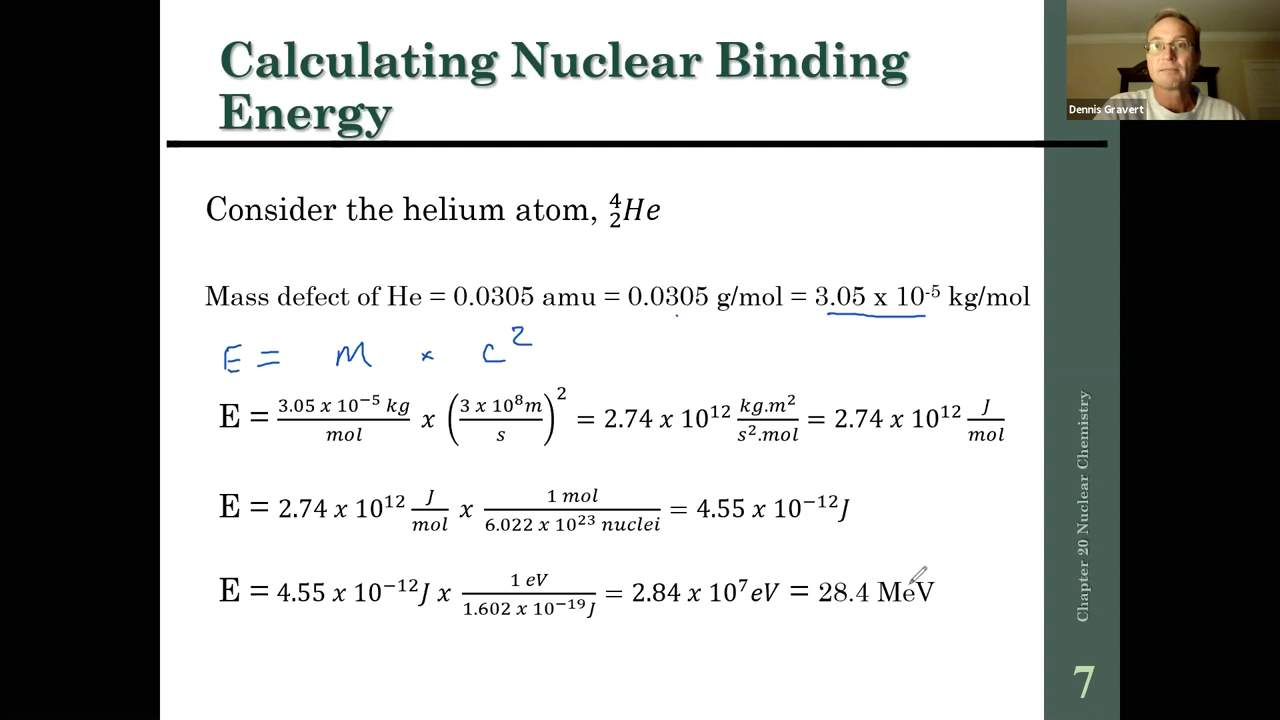 Calculating Nuclear Binding
Energy
Dennis Gravert
Consider the helium atom, ⁴₂He
Mass defect of He = 0.0305 amu = 0.0305 g/mol = 3.05 x 10⁻⁵ kg/mol
E = m × c²
E = (3.05 x 10⁻⁵ kg / mol) x (3 x 10⁸m / s)² = 2.74 x 10¹² (kg.m² / s².mol) = 2.74 x 10¹² (J / mol)
E = 2.74 x 10¹² (J / mol) x (1 mol / 6.022 x 10²³ nuclei) = 4.55 x 10⁻¹²J
E = 4.55 x 10⁻¹²J x (1 eV / 1.602 x 10⁻¹⁹J) = 2.84 x 10⁷eV = 28.4 MeV
Chapter 20 Nuclear Chemistry
7